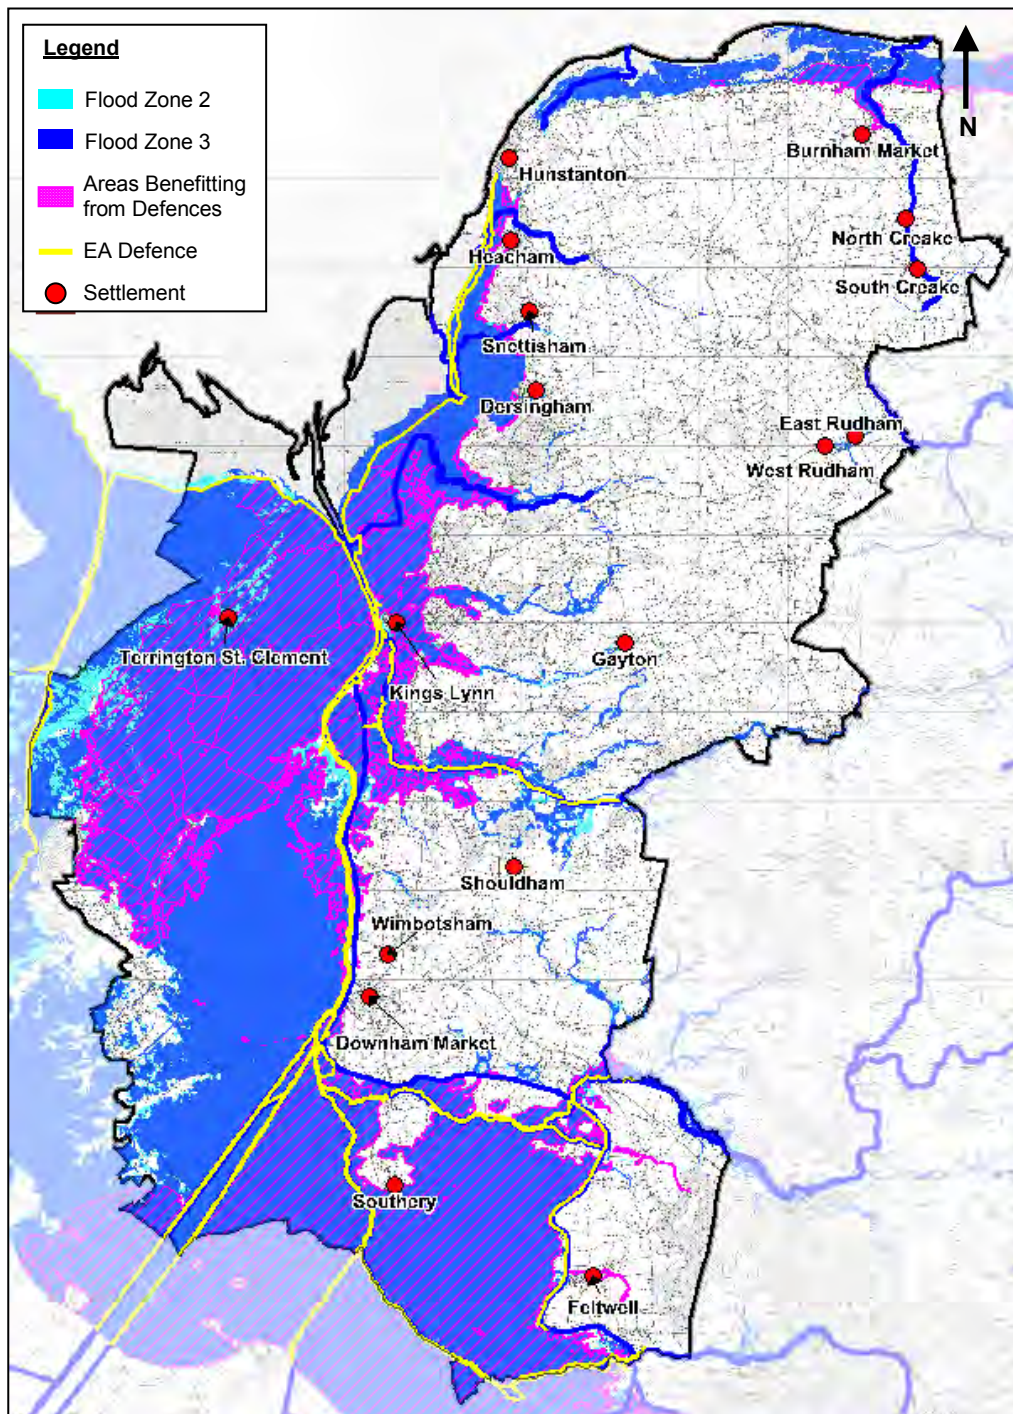 Legend
Flood Zone 2
Flood Zone 3
Areas Benefitting
from Defences
EA Defence
Settlement
N
Burnham Market
Hunstanton
North Creake
Heacham
South Creake
Snettisham
Dersingham
East Rudham
West Rudham
Terrington St. Clement
Gayton
Kings Lynn
Shouldham
Wimbotsham
Downham Market
Southery
Feltwell